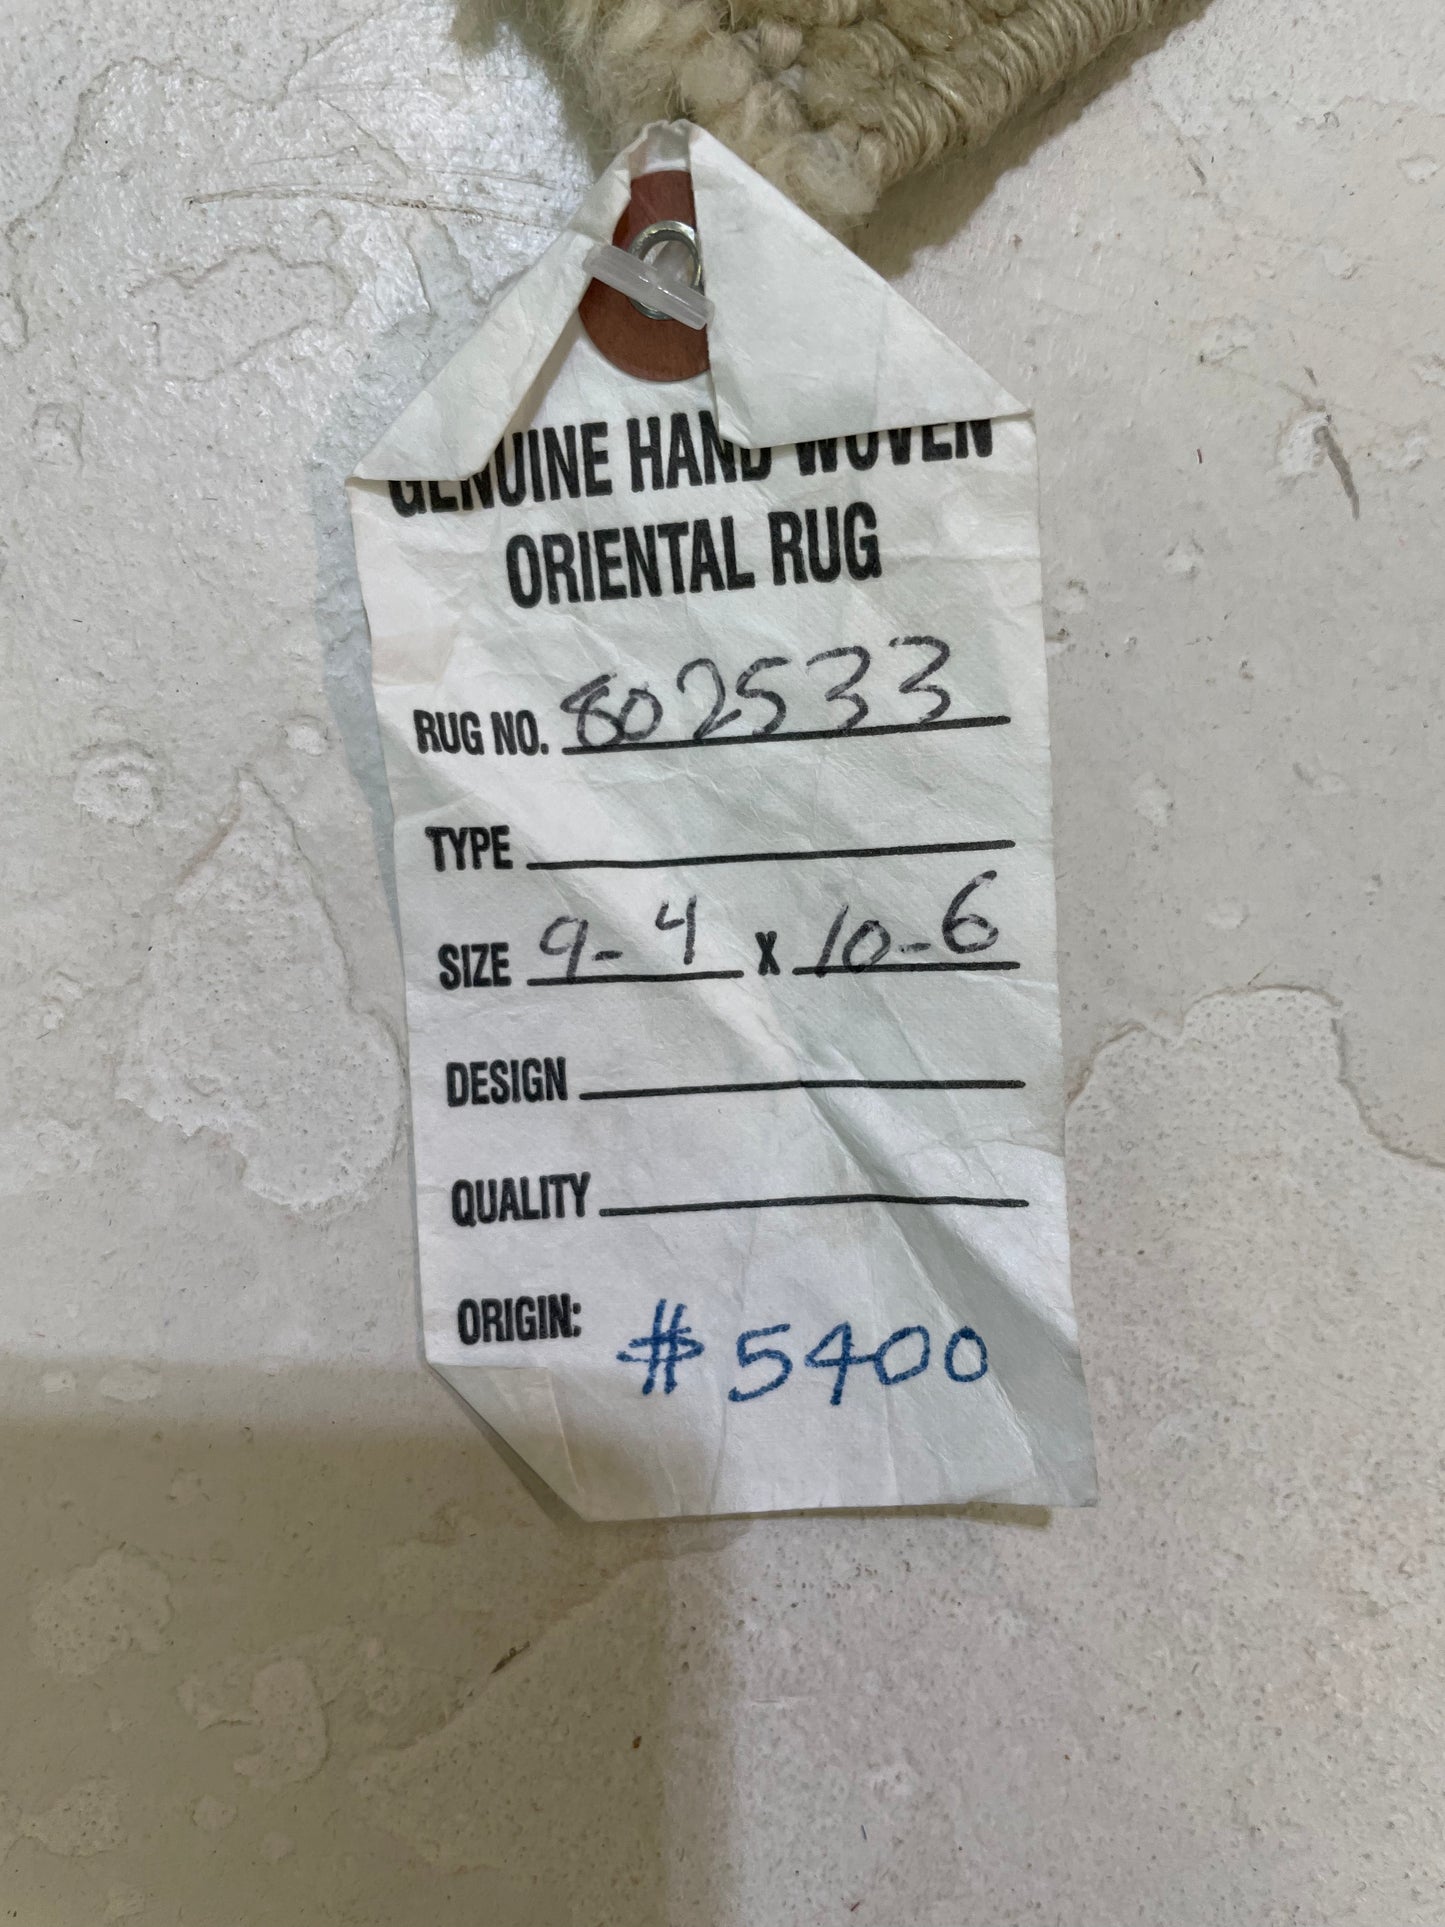 GENUINE HAND WOVEN
ORIENTAL RUG
RUG NO. 802533
TYPE
SIZE 9-4 X 10-6
DESIGN
QUALITY
ORIGIN:
# 5400